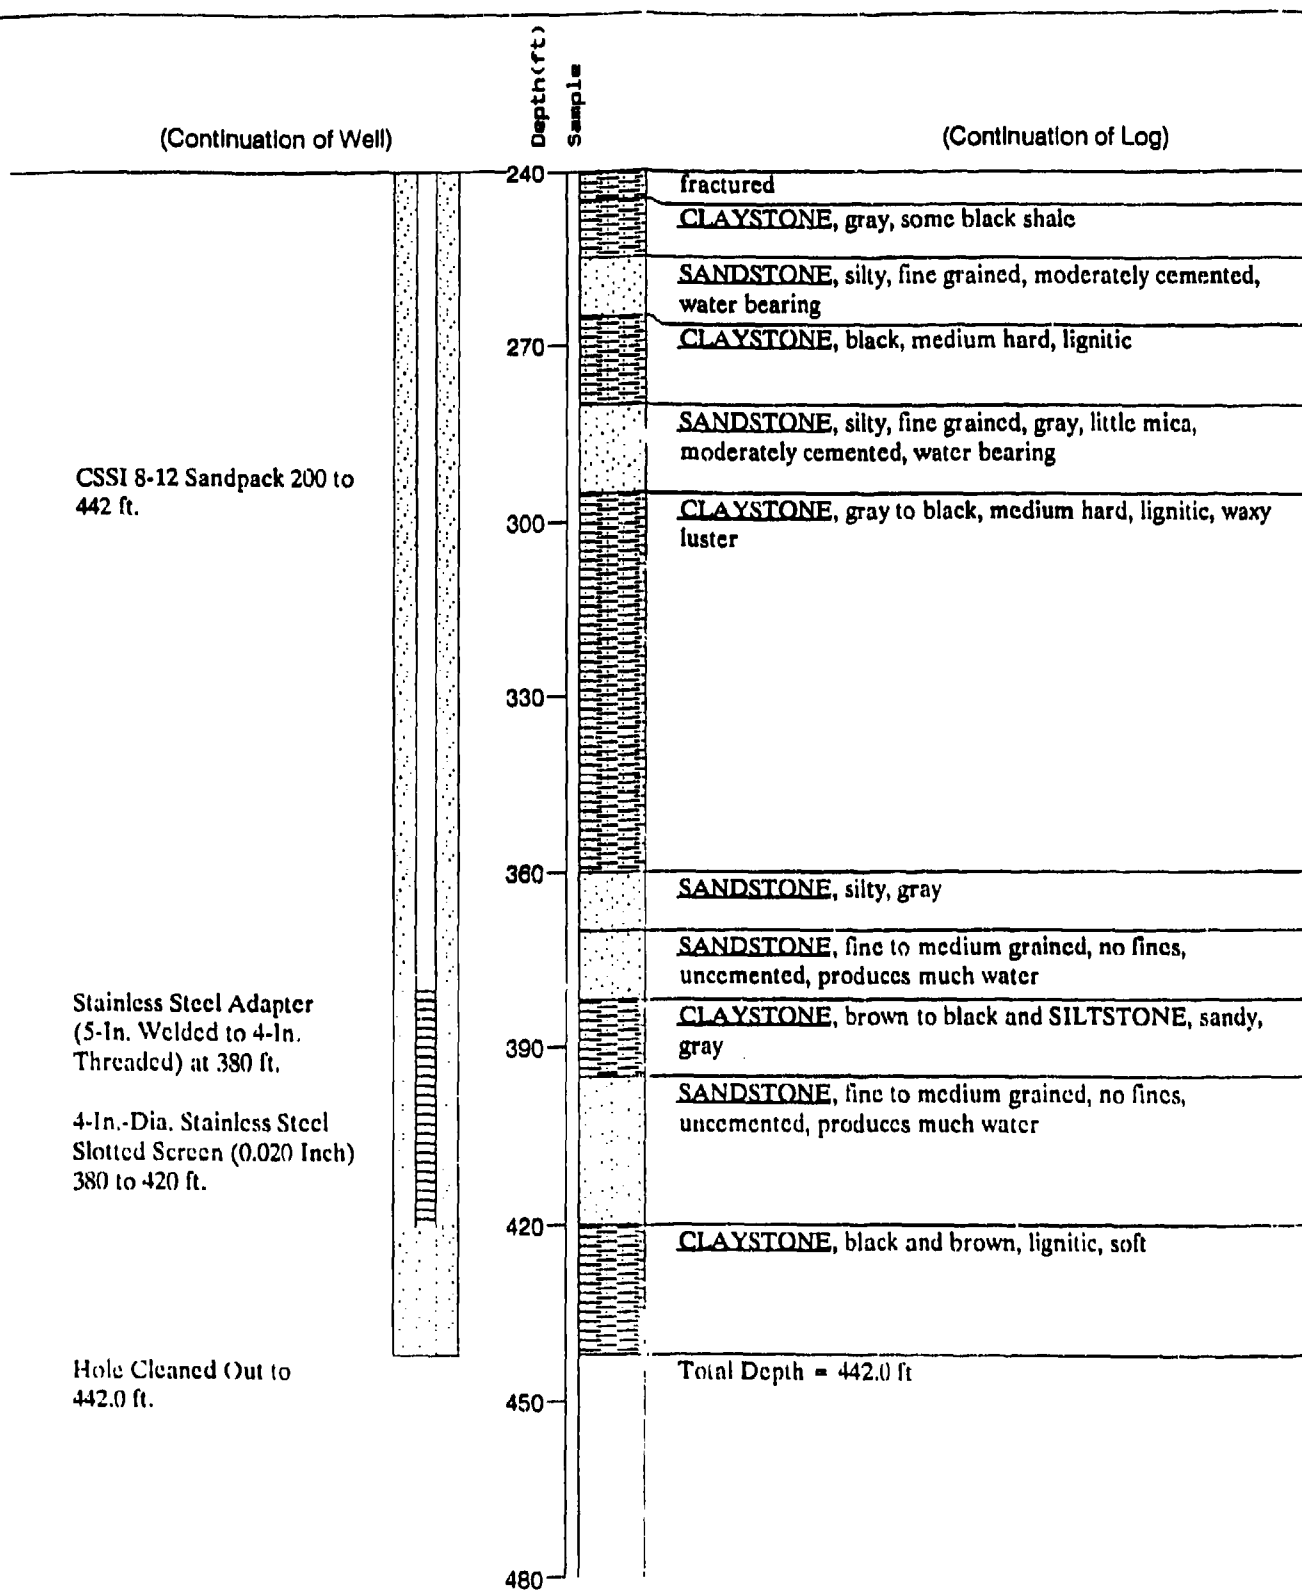 Depth(ft)
Sample
(Continuation of Well)
(Continuation of Log)
240
fractured
CLAYSTONE, gray, some black shale
SANDSTONE, silty, fine grained, moderately cemented,
water bearing
270
CLAYSTONE, black, medium hard, lignitic
SANDSTONE, silty, fine grained, gray, little mica,
moderately cemented, water bearing
CSSI 8-12 Sandpack 200 to
442 ft.
300
CLAYSTONE, gray to black, medium hard, lignitic, waxy
luster
330
360
SANDSTONE, silty, gray
SANDSTONE, fine to medium grained, no fines,
uncemented, produces much water
Stainless Steel Adapter
(5-In. Welded to 4-In.
Threaded) at 380 ft.
390
CLAYSTONE, brown to black and SILTSTONE, sandy,
gray
SANDSTONE, fine to medium grained, no fines,
uncemented, produces much water
4-In.-Dia. Stainless Steel
Slotted Screen (0.020 Inch)
380 to 420 ft.
420
CLAYSTONE, black and brown, lignitic, soft
Hole Cleaned Out to
442.0 ft.
Total Depth = 442.0 ft
450
480